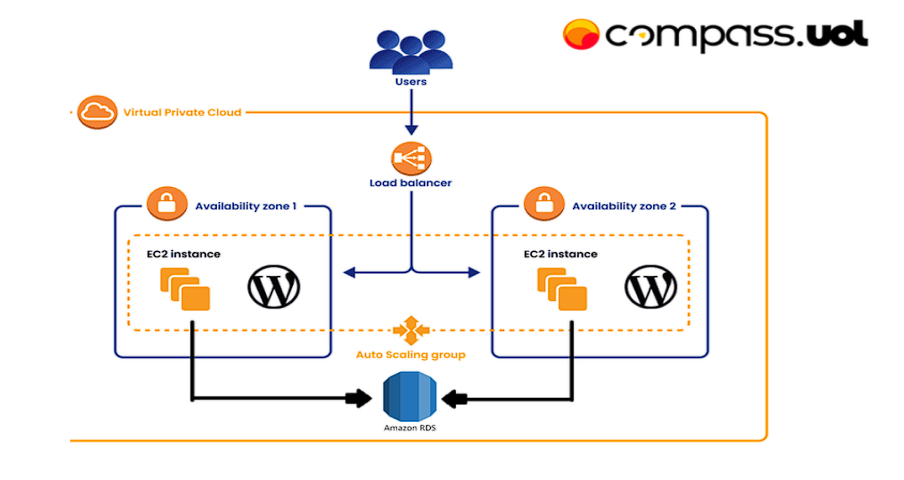 compass.uol
Users
Virtual Private Cloud
Load balancer
Availability zone 1
Availability zone 2
EC2 instance
EC2 instance
Auto Scaling group
Amazon RDS